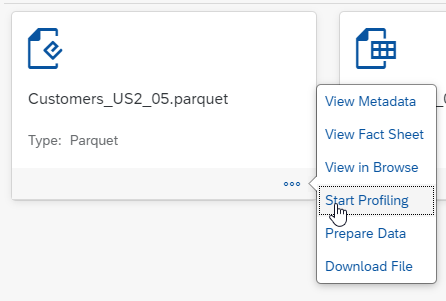 Customers_US2_05.parquet
Type: Parquet
View Metadata
View Fact Sheet
View in Browse
Start Profiling
Prepare Data
Download File